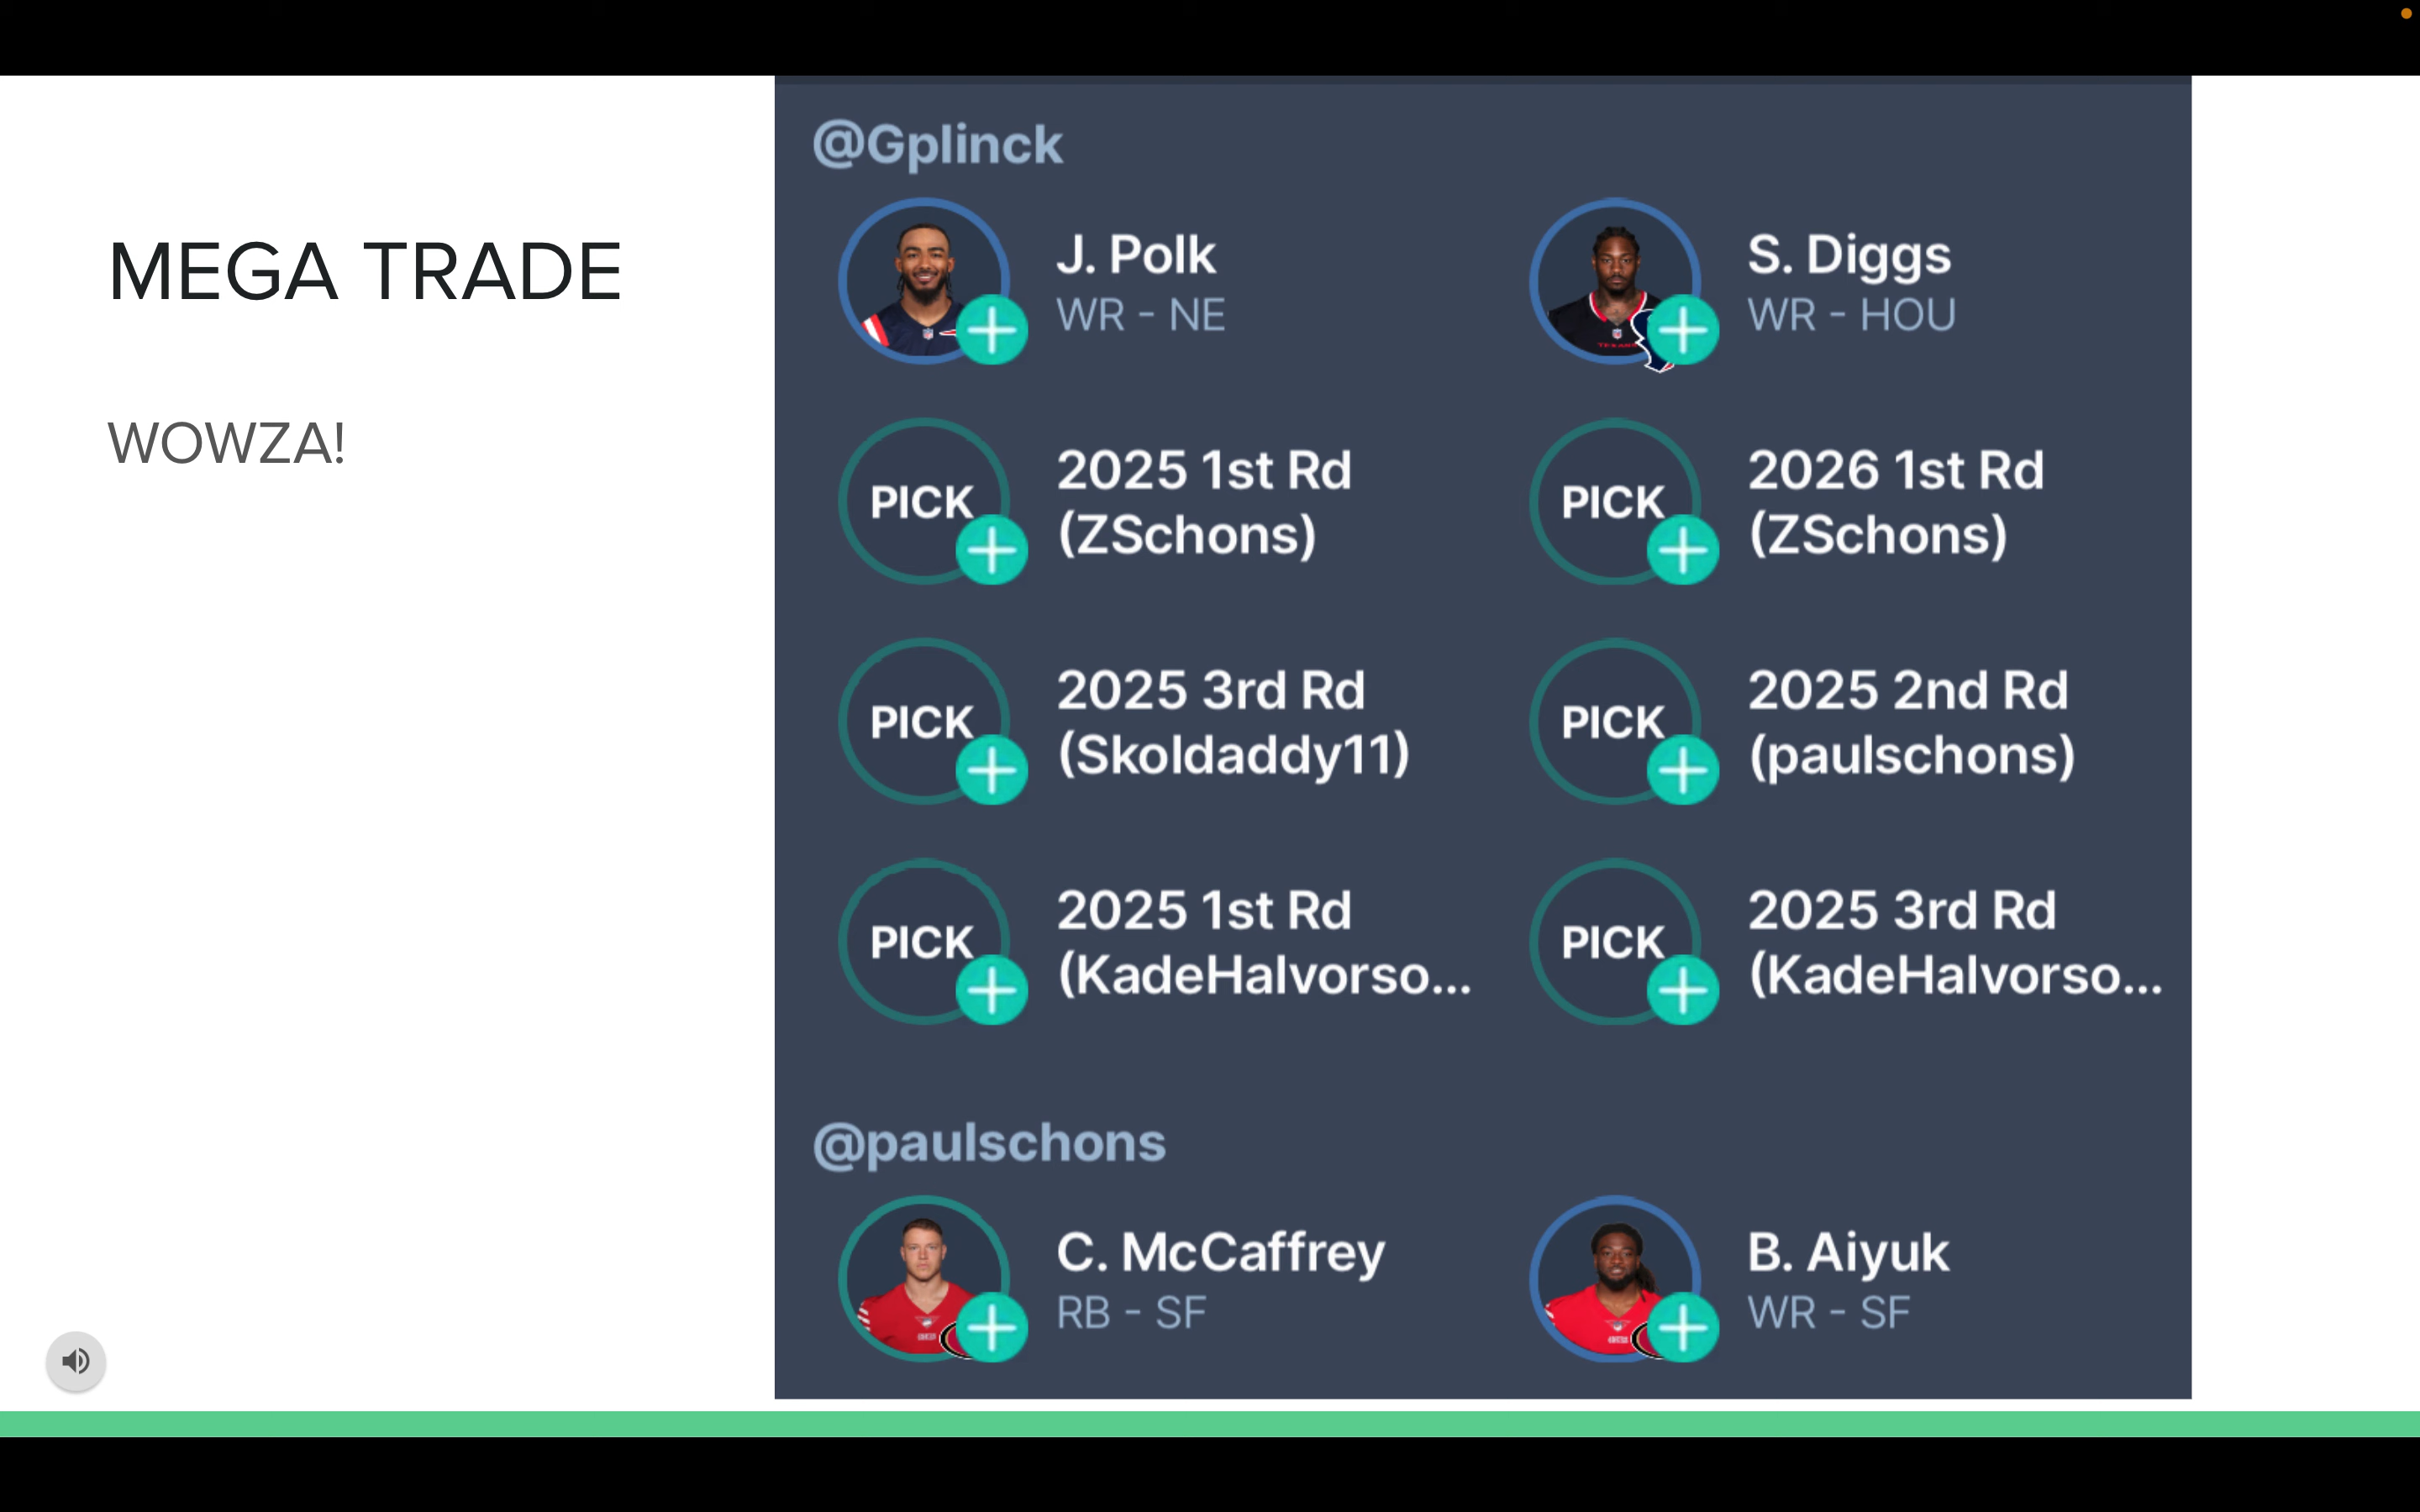 MEGA TRADE
WOWZA!
@Gplinck
J. Polk
WR - NE
S. Diggs
WR - HOU
PICK
2025 1st Rd
(ZSchons)
PICK
2026 1st Rd
(ZSchons)
PICK
2025 3rd Rd
(Skoldaddy11)
PICK
2025 2nd Rd
(paulschons)
PICK
2025 1st Rd
(KadeHalvorso...
PICK
2025 3rd Rd
(KadeHalvorso...
@paulschons
C. McCaffrey
RB - SF
B. Aiyuk
WR - SF